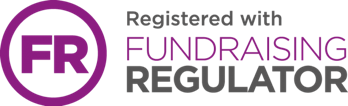 FR
Registered with
FUNDRAISING
REGULATOR